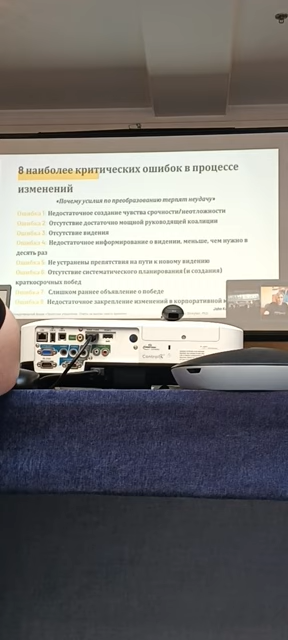 8 наиболее критических ошибок в процессе
изменений
«Почему усилия по преобразованию терпят неудачу»
Ошибка 1 Недостаточное создание чувства срочности/неотложности
Ошибка 2 Отсутствие достаточно мощной руководящей коалиции
Ошибка 3 Отсутствие видения
Ошибка 4 Недостаточное информирование о видении, меньше, чем нужно в
десять раз
Ошибка 5 Не устранены препятствия на пути к новому видению
Ошибка 6 Отсутствие систематического планирования (и создания)
краткосрочных побед
Ошибка 7 Слишком раннее объявление о победе
Ошибка 8 Недостаточное закрепление изменений в корпоративной